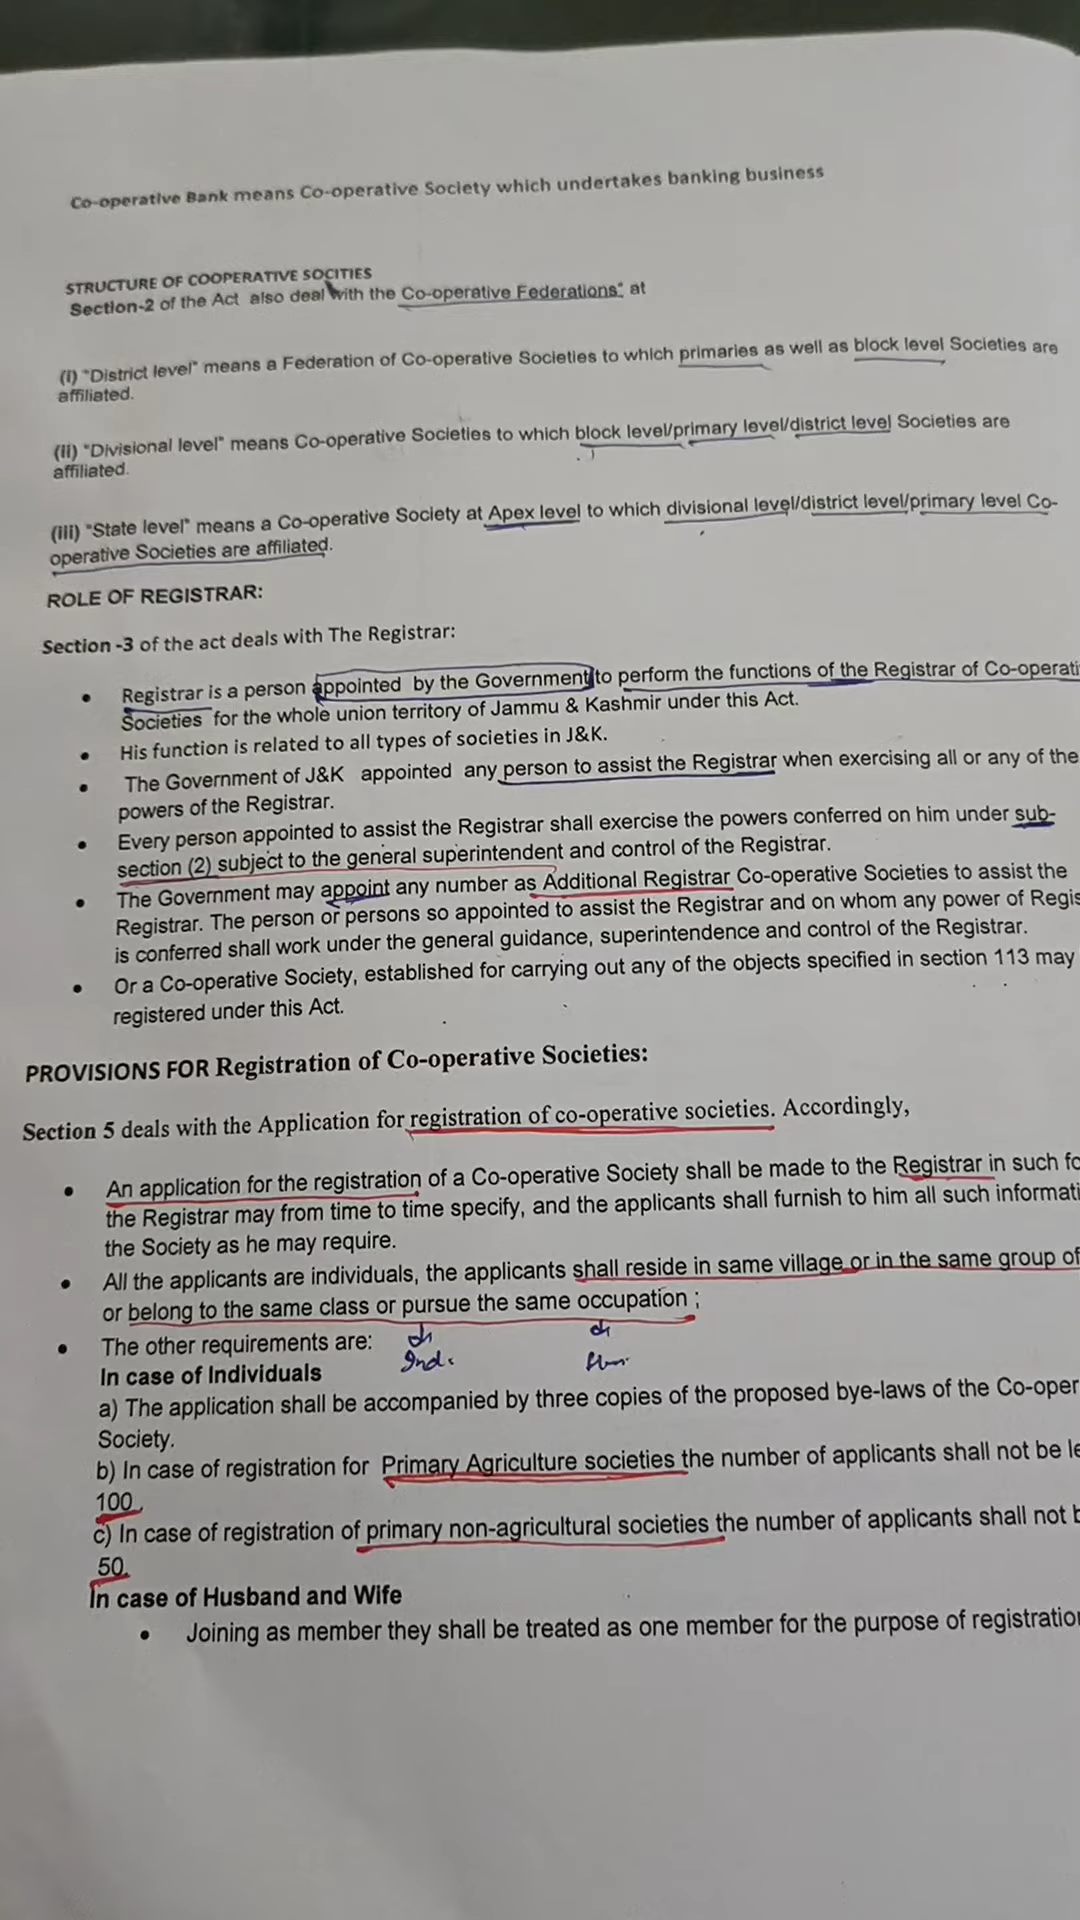 Co-operative Bank means Co-operative Society which undertakes banking business
STRUCTURE OF COOPERATIVE SOCITIES
Section-2 of the Act also deal with the Co-operative Federations" at
(i) "District level" means a Federation of Co-operative Societies to which primaries as well as block level Societies are
affiliated.
(ii) "Divisional level" means Co-operative Societies to which block level/primary level/district level Societies are
affiliated.
(iii) "State level" means a Co-operative Society at Apex level to which divisional level/district level/primary level Co-
operative Societies are affiliated.
ROLE OF REGISTRAR:
Section -3 of the act deals with The Registrar:
• Registrar is a person appointed by the Government to perform the functions of the Registrar of Co-operati
Societies for the whole union territory of Jammu & Kashmir under this Act.
• His function is related to all types of societies in J&K.
• The Government of J&K appointed any person to assist the Registrar when exercising all or any of the
powers of the Registrar.
• Every person appointed to assist the Registrar shall exercise the powers conferred on him under sub-
section (2) subject to the general superintendent and control of the Registrar.
• The Government may appoint any number as Additional Registrar Co-operative Societies to assist the
Registrar. The person or persons so appointed to assist the Registrar and on whom any power of Regis
is conferred shall work under the general guidance, superintendence and control of the Registrar.
• Or a Co-operative Society, established for carrying out any of the objects specified in section 113 may
registered under this Act.
PROVISIONS FOR Registration of Co-operative Societies:
Section 5 deals with the Application for registration of co-operative societies. Accordingly,
• An application for the registration of a Co-operative Society shall be made to the Registrar in such fo
the Registrar may from time to time specify, and the applicants shall furnish to him all such informati
the Society as he may require.
• All the applicants are individuals, the applicants shall reside in same village or in the same group of
or belong to the same class or pursue the same occupation ;
• The other requirements are:
Ind.
In case of Individuals
a) The application shall be accompanied by three copies of the proposed bye-laws of the Co-oper
Society.
b) In case of registration for Primary Agriculture societies the number of applicants shall not be le
100.
c) In case of registration of primary non-agricultural societies the number of applicants shall not b
50.
In case of Husband and Wife
• Joining as member they shall be treated as one member for the purpose of registration